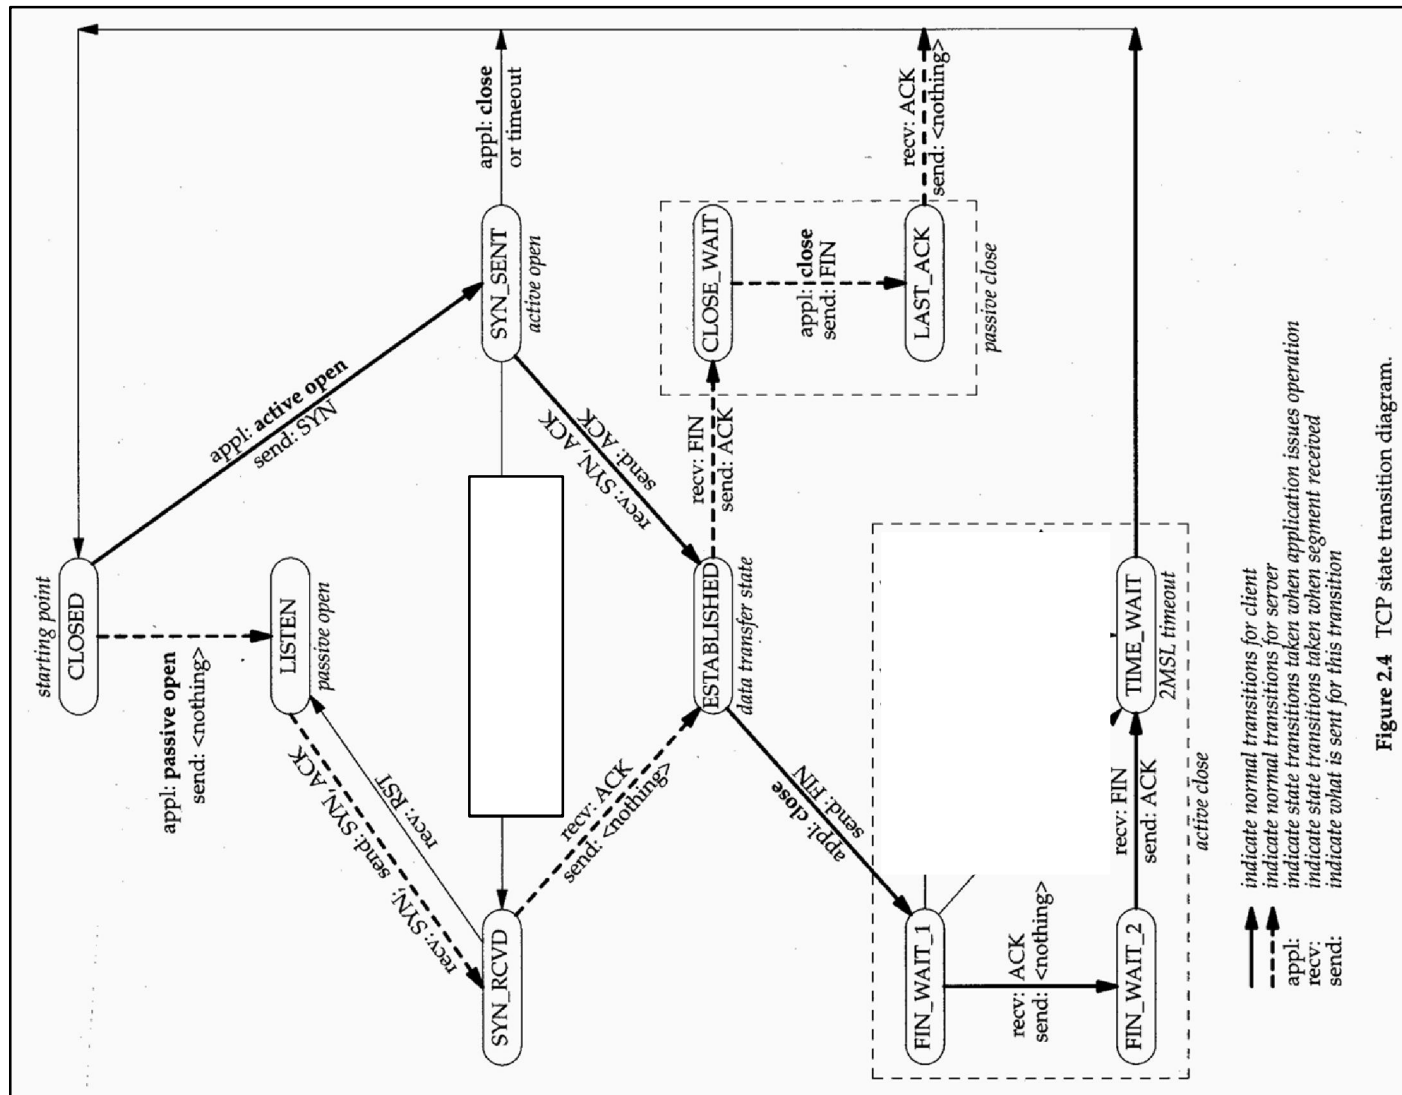 starting point
CLOSED
appl: passive open
send: <nothing>
appl: active open
send: SYN
LISTEN
passive open
recv: SYN;
send: SYN, ACK
recv: RST
SYN_RCVD
SYN_SENT
active open
appl: close
or timeout
recv: SYN, ACK
send: ACK
recv: ACK
send: <nothing>
ESTABLISHED
data transfer state
recv: FIN
send: ACK
CLOSE_WAIT
appl: close
send: FIN
LAST_ACK
recv: ACK
send: <nothing>
passive close
appl: close
send: FIN
FIN_WAIT_1
recv: ACK
send: <nothing>
FIN_WAIT_2
recv: FIN
send: ACK
TIME_WAIT
2MSL timeout
active close
indicate normal transitions for client
indicate normal transitions for server
appl: indicate state transitions taken when application issues operation
recv: indicate state transitions taken when segment received
send: indicate what is sent for this transition
Figure 2.4 TCP state transition diagram.